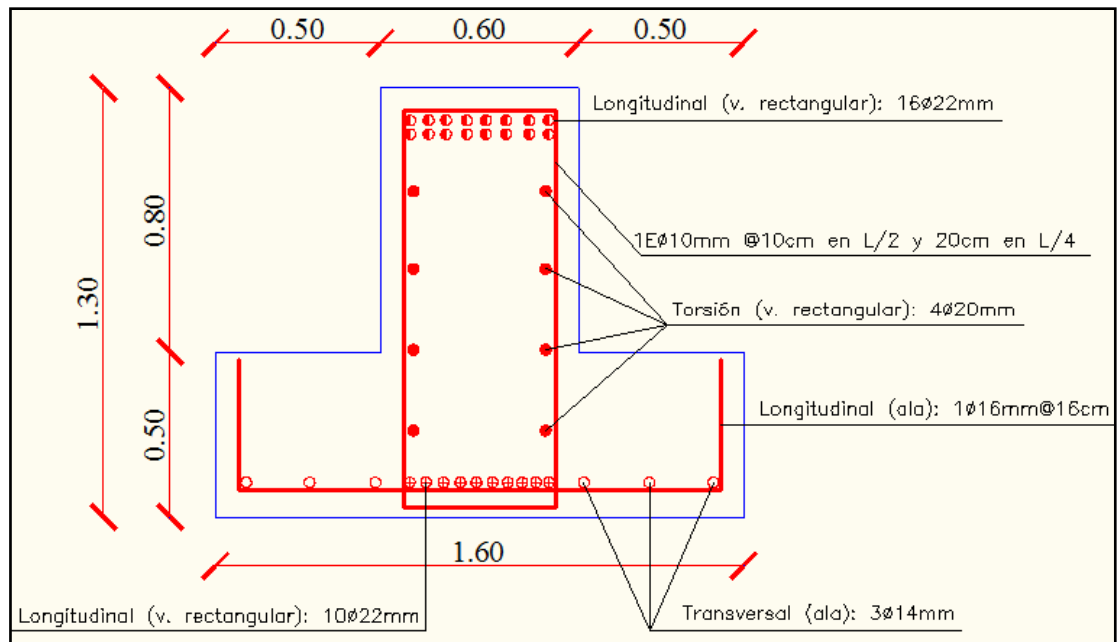 0.50
0.60
0.50
Longitudinal (v. rectangular): 16ø22mm
0.80
1.30
1Eø10mm @10cm en L/2 y 20cm en L/4
Torsión (v. rectangular): 4ø20mm
Longitudinal (ala): 1ø16mm@16cm
0.50
1.60
Longitudinal (v. rectangular): 10ø22mm
Transversal (ala): 3ø14mm